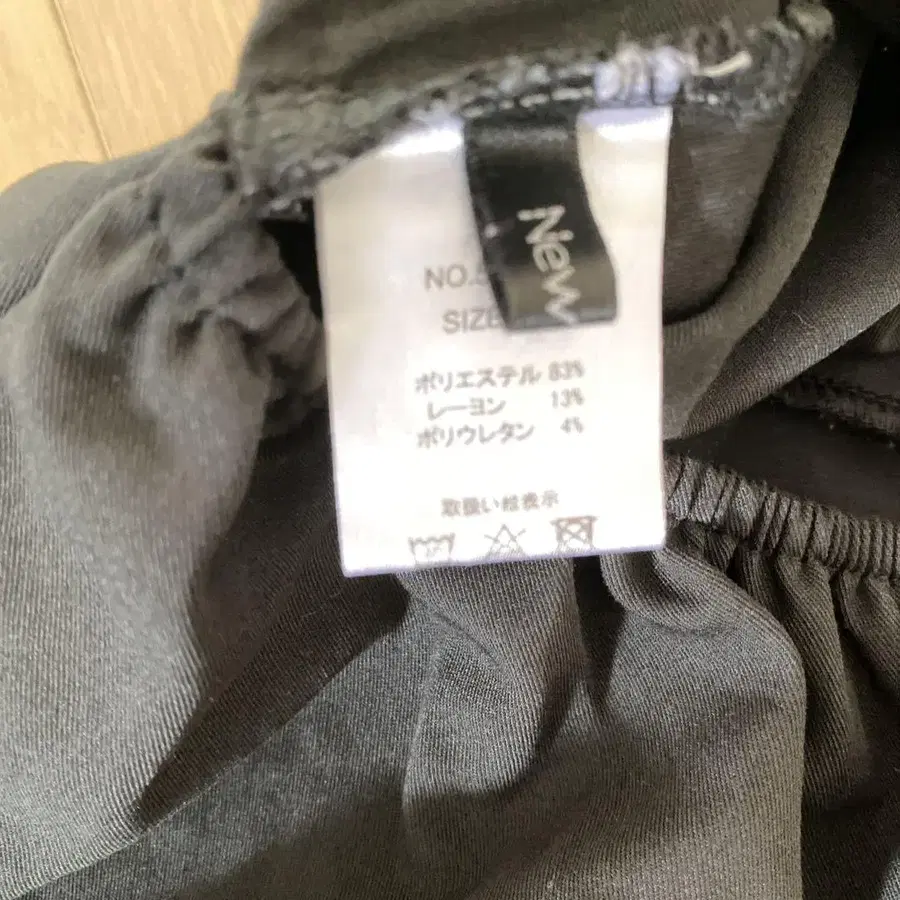 New
NO.
SIZE
ポリエステル 83%
レーヨン 13%
ポリウレタン 4%
取扱い絵表示